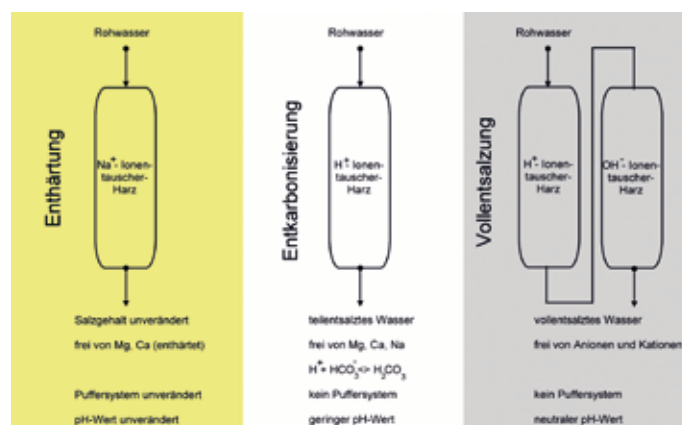 Enthärtung
Rohwasser
Na+- Ionen-
tauscher-
Harz
Salzgehalt unverändert
frei von Mg, Ca (enthärtet)
Puffersystem unverändert
pH-Wert unverändert
Entkarbonisierung
Rohwasser
H+- Ionen-
tauscher-
Harz
teilentsalztes Wasser
frei von Mg, Ca, Na
H+ + HCO3- <> H2CO3
kein Puffersystem
geringer pH-Wert
Vollentsalzung
Rohwasser
H+- Ionen-
tauscher-
Harz
OH-- Ionen-
tauscher-
Harz
vollentsalztes Wasser
frei von Anionen und Kationen
kein Puffersystem
neutraler pH-Wert